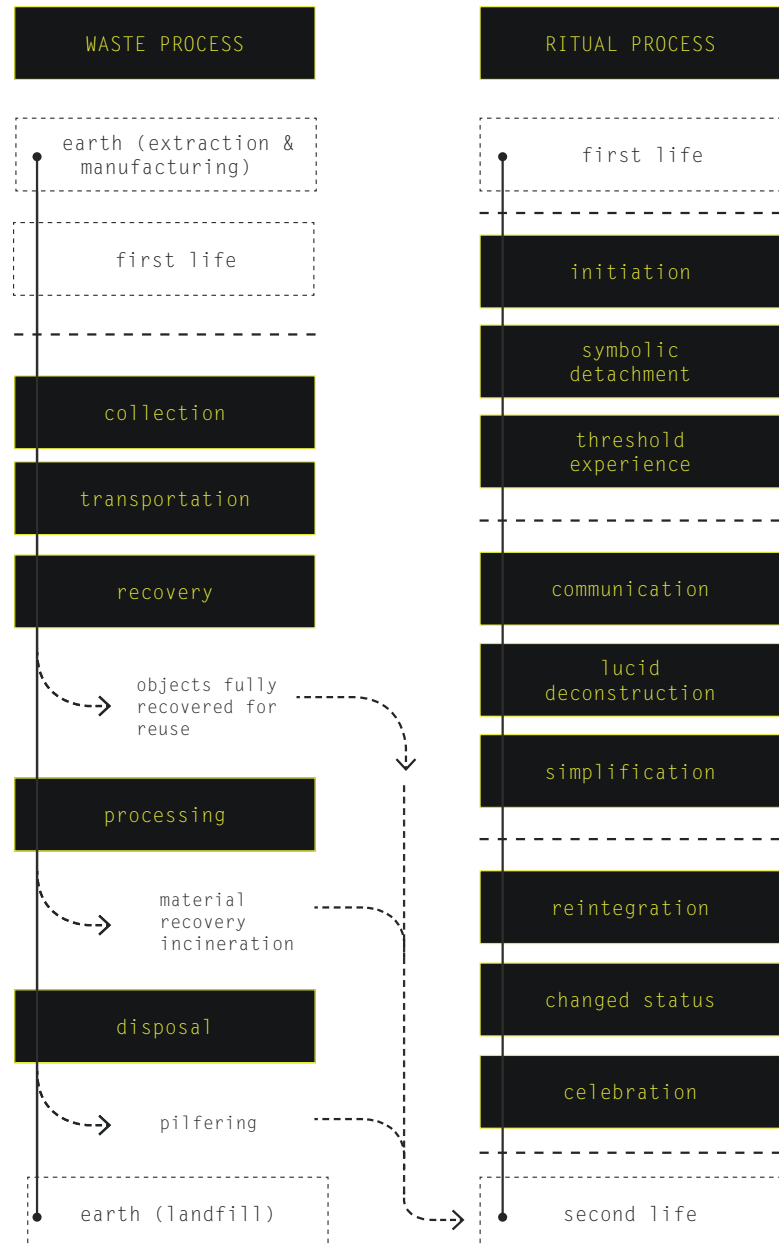 WASTE PROCESS
earth (extraction &
manufacturing)
first life
collection
transportation
recovery
objects fully
recovered for
reuse
processing
material
recovery
incineration
disposal
pilfering
earth (landfill)
RITUAL PROCESS
first life
initiation
symbolic
detachment
threshold
experience
communication
lucid
deconstruction
simplification
reintegration
changed status
celebration
second life